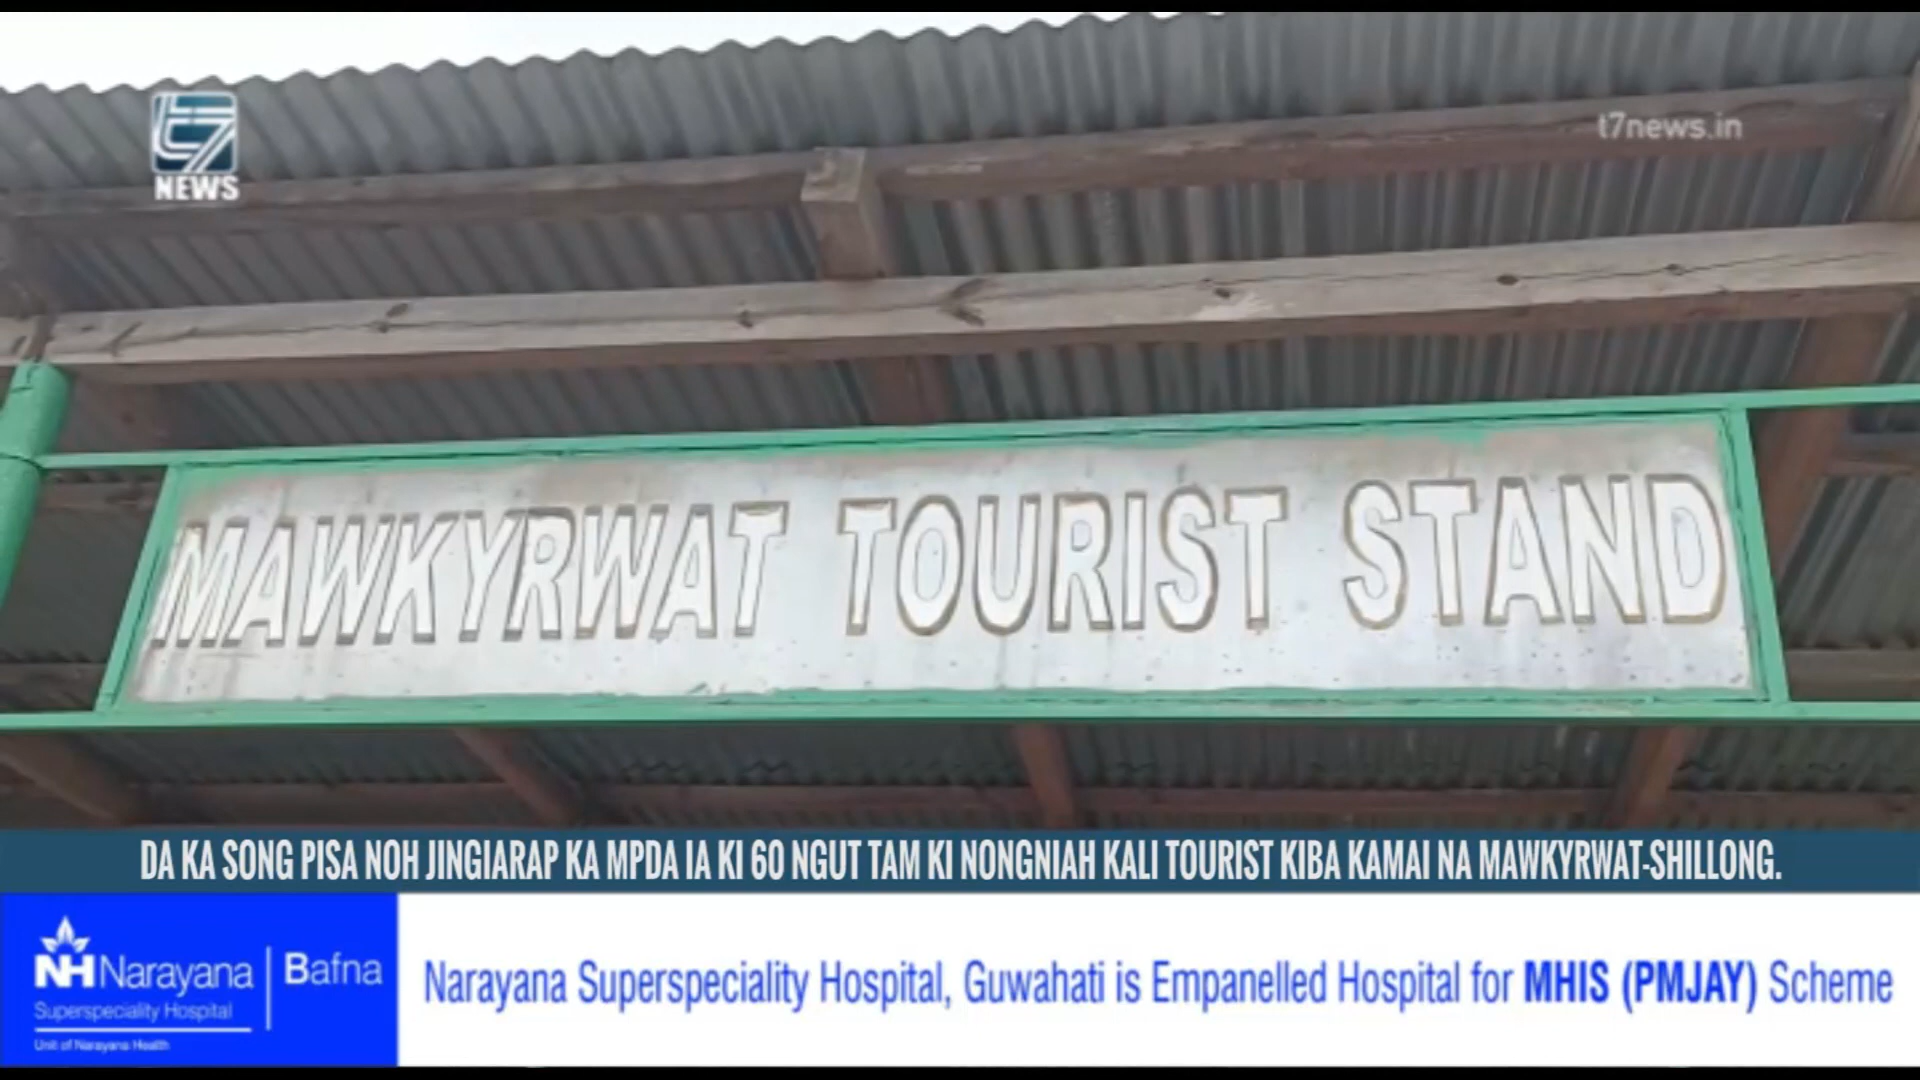 T7
NEWS
t7news.in
MAWKYRWAT TOURIST STAND
DA KA SONG PISA NOH JINGIARAP KA MPDA IA KI 60 NGUT TAM KI NONGNIAH KALI TOURIST KIBA KAMAI NA MAWKYRWAT-SHILLONG.
NH Narayana
Superspeciality Hospital
Unit of Narayana Health
Bafna
Narayana Superspeciality Hospital, Guwahati is Empanelled Hospital for MHIS (PMJAY) Scheme